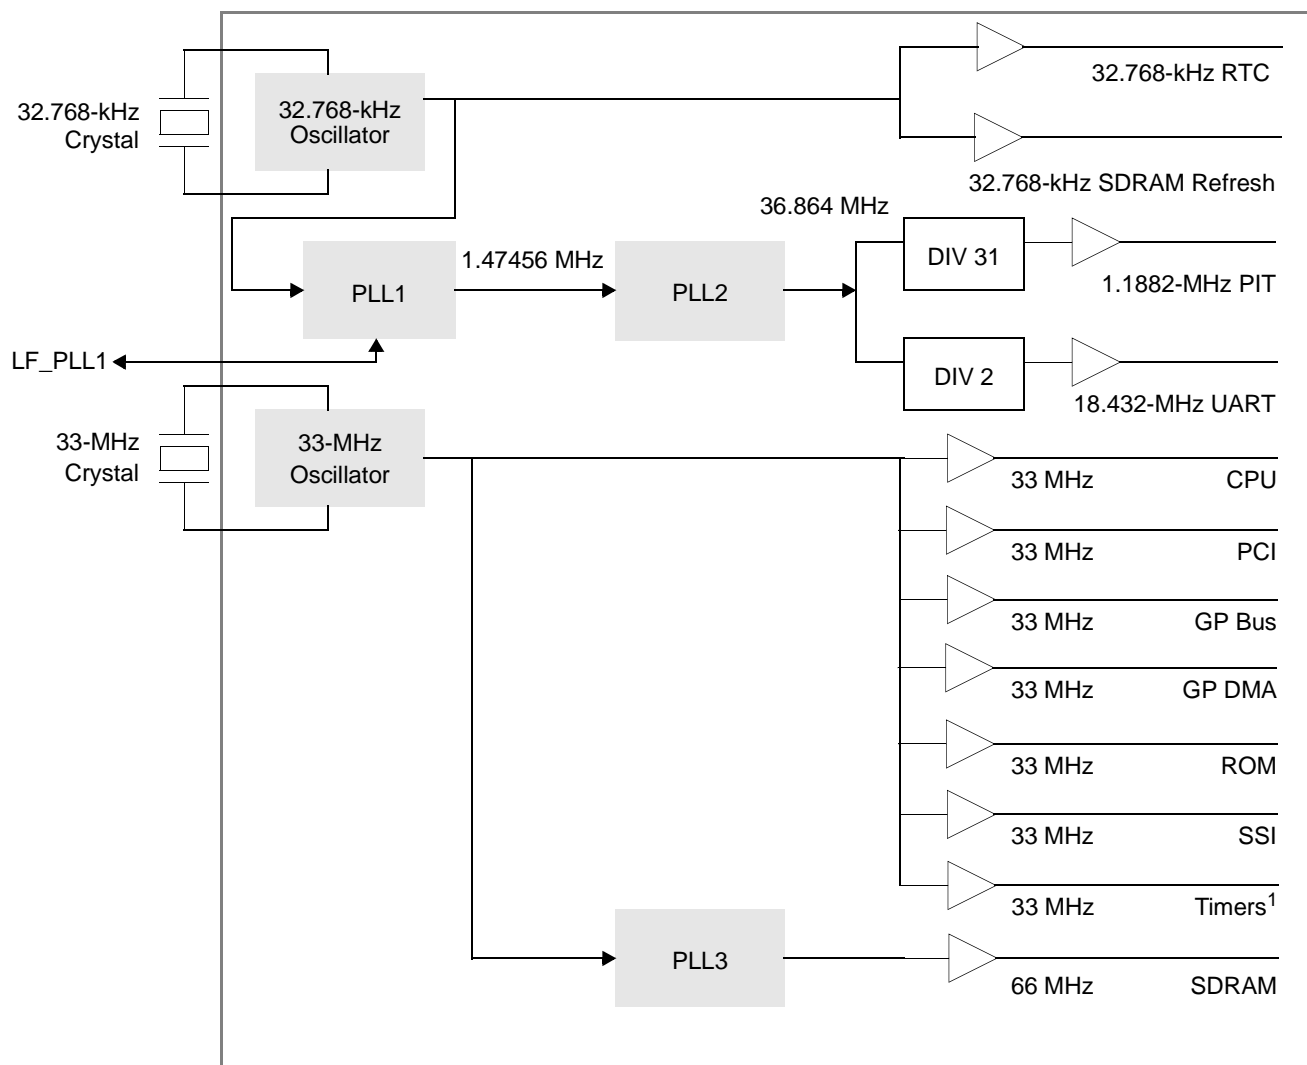 32.768-kHz
Crystal
32.768-kHz
Oscillator
32.768-kHz RTC
32.768-kHz SDRAM Refresh
36.864 MHz
1.47456 MHz
PLL1
PLL2
DIV 31
1.1882-MHz PIT
LF_PLL1
DIV 2
18.432-MHz UART
33-MHz
Crystal
33-MHz
Oscillator
33 MHz CPU
33 MHz PCI
33 MHz GP Bus
33 MHz GP DMA
33 MHz ROM
33 MHz SSI
33 MHz Timers¹
PLL3
66 MHz SDRAM